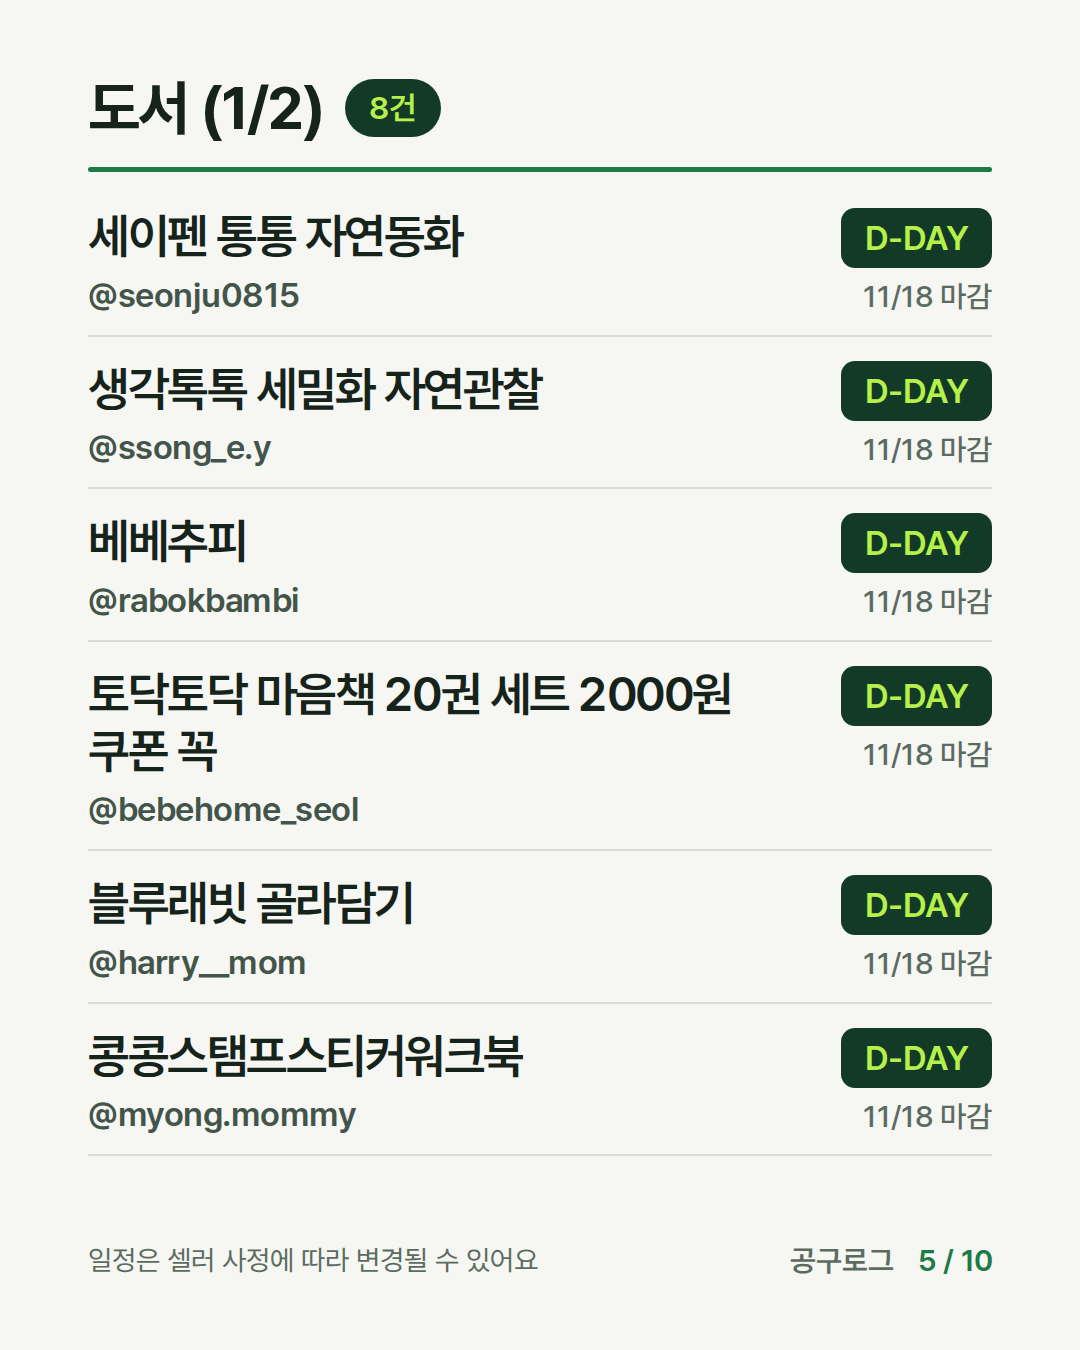 도서 (1/2) 8건
세이펜 통통 자연동화 D-DAY
@seonju0815 11/18 마감
생각톡톡 세밀화 자연관찰 D-DAY
@ssong_e.y 11/18 마감
베베추피 D-DAY
@rabokbambi 11/18 마감
토닥토닥 마음책 20권 세트 2000원 D-DAY
쿠폰 꼭 11/18 마감
@bebehome_seol
블루래빗 골라담기 D-DAY
@harry__mom 11/18 마감
콩콩스탬프스티커워크북 D-DAY
@myong.mommy 11/18 마감
일정은 셀러 사정에 따라 변경될 수 있어요 공구로그 5 / 10